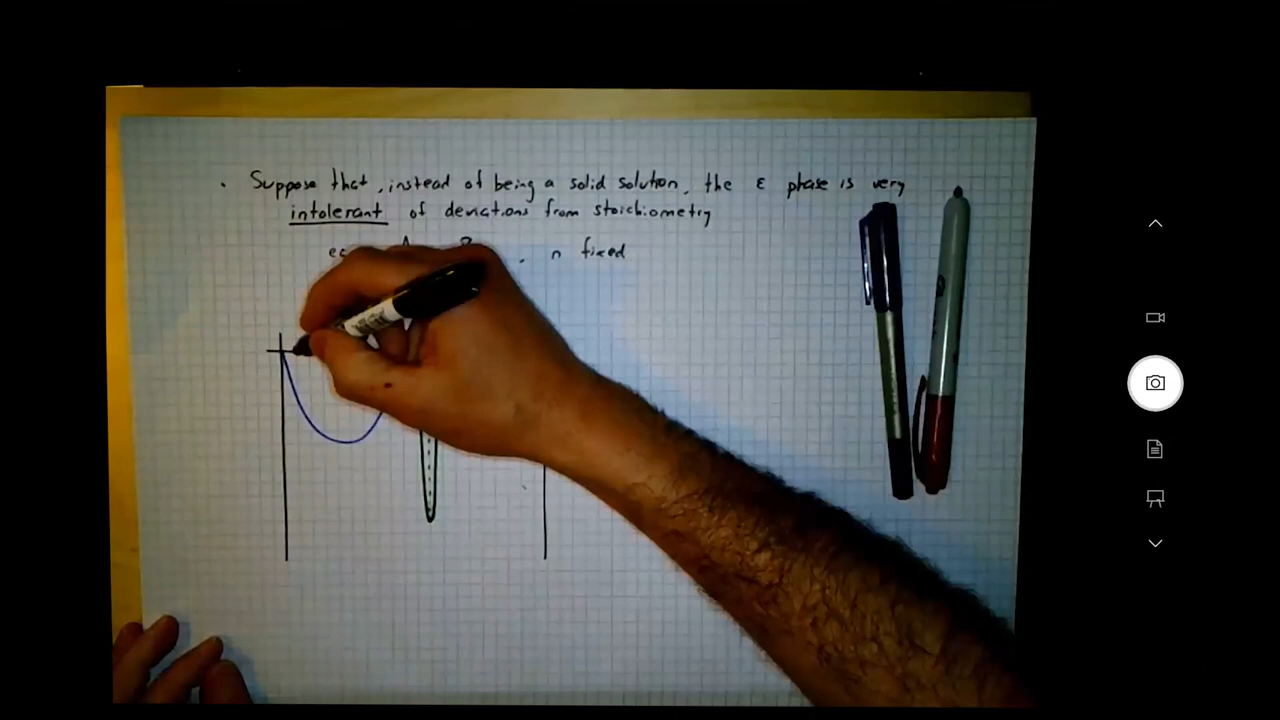 . Suppose that, instead of being a solid solution, the ε phase is very
intolerant of deviations from stoichiometry
, n fixed